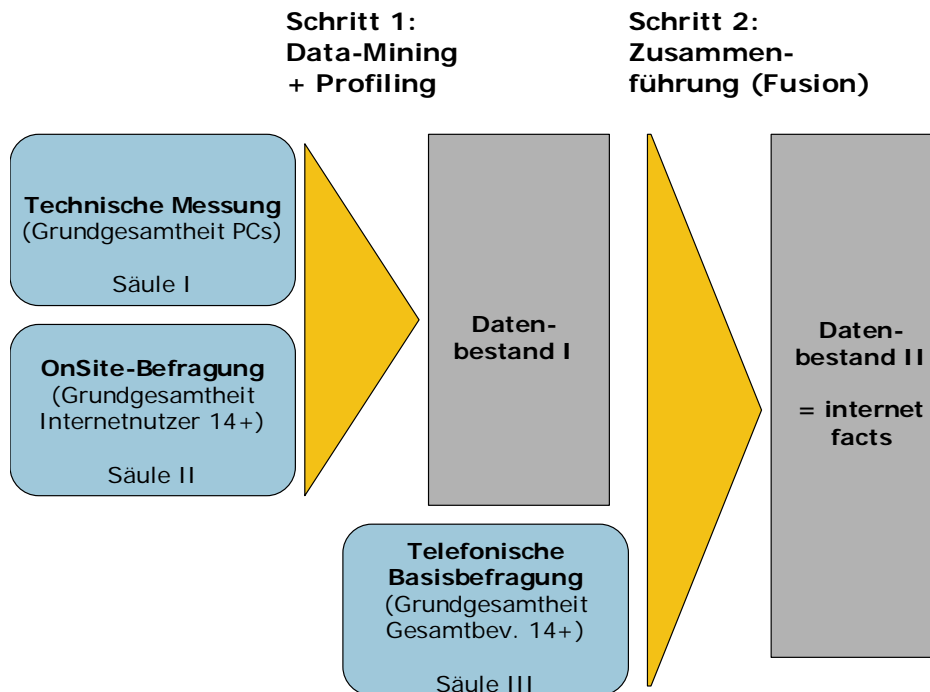 Schritt 1:
Data-Mining
+ Profiling
Schritt 2:
Zusammen-
führung (Fusion)
Technische Messung
(Grundgesamtheit PCs)
Säule I
OnSite-Befragung
(Grundgesamtheit
Internetnutzer 14+)
Säule II
Daten-
bestand I
Telefonische
Basisbefragung
(Grundgesamtheit
Gesamtbev. 14+)
Säule III
Daten-
bestand II
= internet
facts